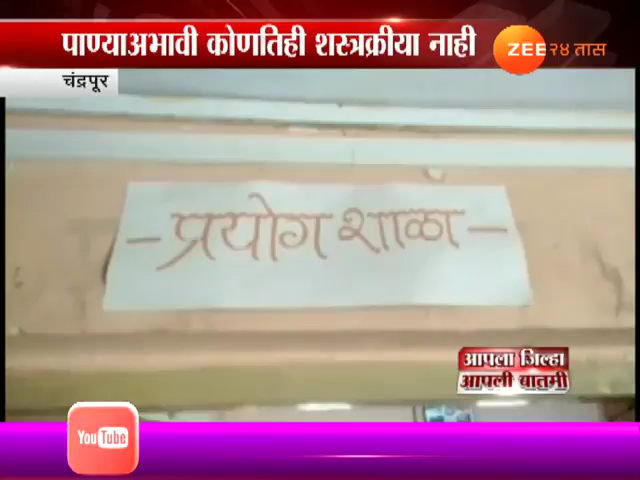 पाण्याअभावी कोणतिही शस्त्रक्रीया नाही
ZEE २४ तास
चंद्रपूर
– प्रयोग शाळा –
आपला जिल्हा
आपली बातमी
YouTube